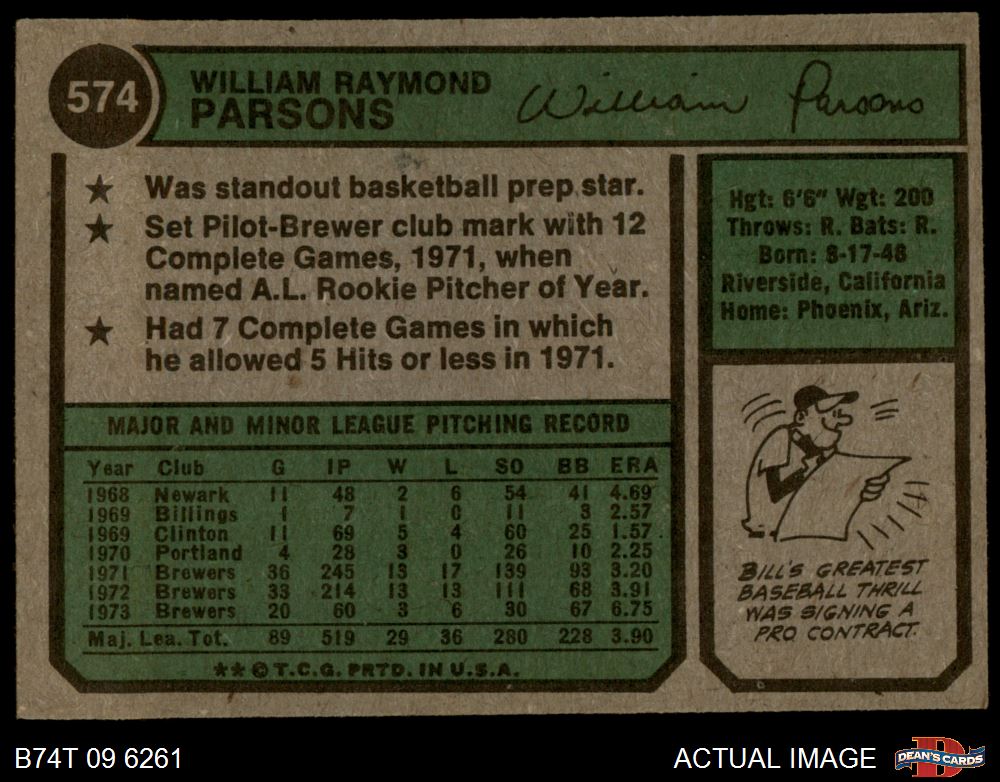 574
WILLIAM RAYMOND
PARSONS
William Parsons
★ Was standout basketball prep star.
★ Set Pilot-Brewer club mark with 12
Complete Games, 1971, when
named A.L. Rookie Pitcher of Year.
★ Had 7 Complete Games in which
he allowed 5 Hits or less in 1971.
Hgt: 6'6" Wgt: 200
Throws: R. Bats: R.
Born: 8-17-48
Riverside, California
Home: Phoenix, Ariz.
MAJOR AND MINOR LEAGUE PITCHING RECORD
Year Club G IP W L SO BB ERA
1968 Newark 11 48 2 6 54 41 4.69
1969 Billings 1 7 1 0 11 3 2.57
1969 Clinton 11 69 5 4 60 25 1.57
1970 Portland 4 28 3 0 26 10 2.25
1971 Brewers 36 245 13 17 139 93 3.20
1972 Brewers 33 214 13 13 111 68 3.91
1973 Brewers 20 60 3 6 30 67 6.75
Maj. Lea. Tot. 89 519 29 36 280 228 3.90
**©T.C.G. PRTD. IN U.S.A.
BILL'S GREATEST
BASEBALL THRILL
WAS SIGNING A
PRO CONTRACT.
B74T 09 6261
ACTUAL IMAGE
D
DEAN'S CARDS